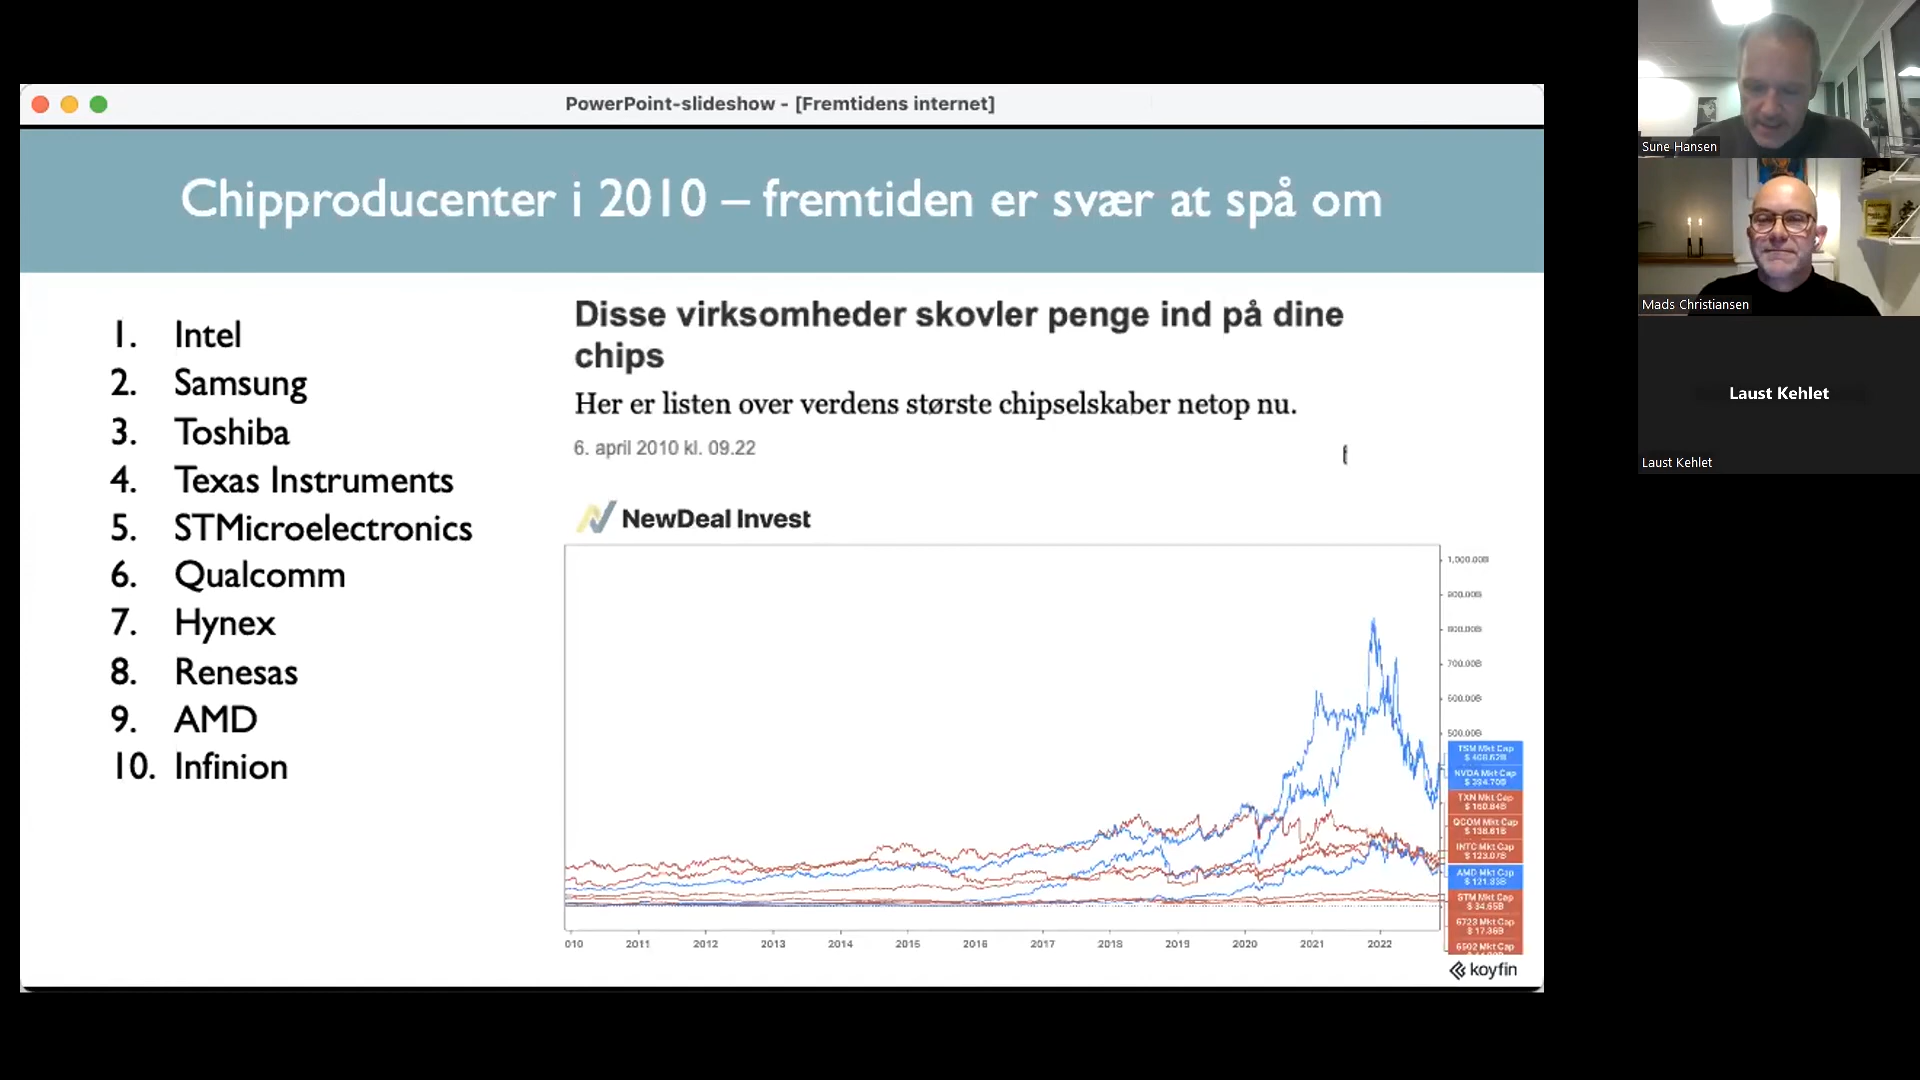 PowerPoint-slideshow - [Fremtidens internet]
Chipproducenter i 2010 – fremtiden er svær at spå om
1. Intel
2. Samsung
3. Toshiba
4. Texas Instruments
5. STMicroelectronics
6. Qualcomm
7. Hynex
8. Renesas
9. AMD
10. Infinion
Disse virksomheder skovler penge ind på dine
chips
Her er listen over verdens største chipselskaber netop nu.
6. april 2010 kl. 09.22
NewDeal Invest
1,000.00B
900.00B
800.00B
700.00B
600.00B
500.00B
TSM Mkt Cap
NVDA Mkt Cap
TXN Mkt Cap
QCOM Mkt Cap
INTC Mkt Cap
AMD Mkt Cap
STM Mkt Cap
$ 34.65B
6723 Mkt Cap
6502 Mkt Cap
010 2011 2012 2013 2014 2015 2016 2017 2018 2019 2020 2021 2022
koyfin
Sune Hansen
Mads Christiansen
Laust Kehlet
Laust Kehlet